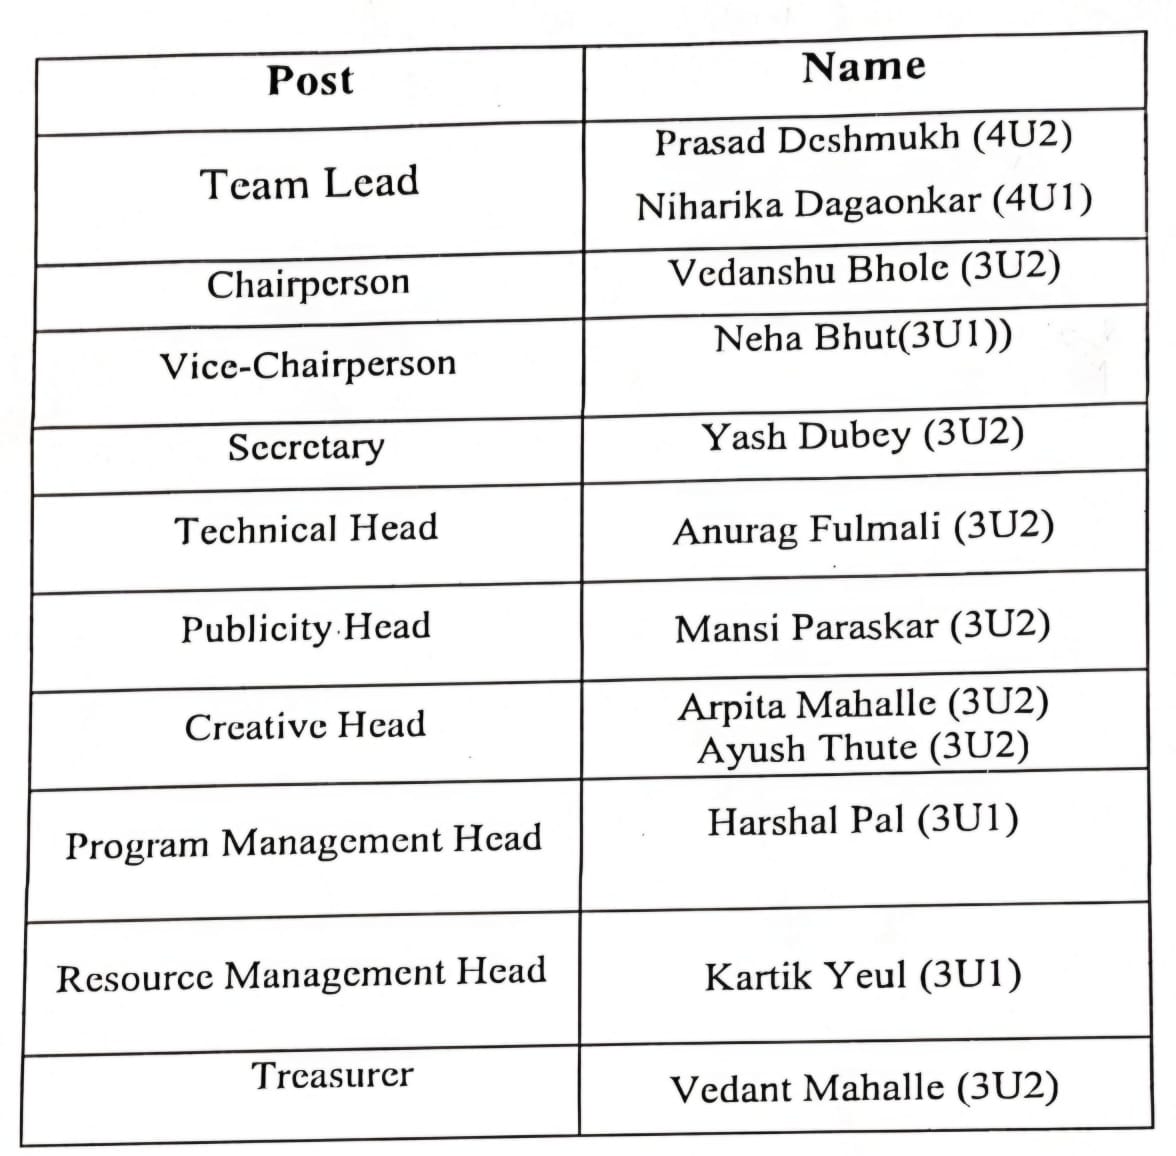 Post Name
Team Lead
Prasad Deshmukh (4U2)
Niharika Dagaonkar (4U1)
Chairperson Vedanshu Bhole (3U2)
Vice-Chairperson Neha Bhut(3U1))
Secretary Yash Dubey (3U2)
Technical Head Anurag Fulmali (3U2)
Publicity Head Mansi Paraskar (3U2)
Creative Head
Arpita Mahalle (3U2)
Ayush Thute (3U2)
Program Management Head Harshal Pal (3U1)
Resource Management Head Kartik Yeul (3U1)
Treasurer Vedant Mahalle (3U2)